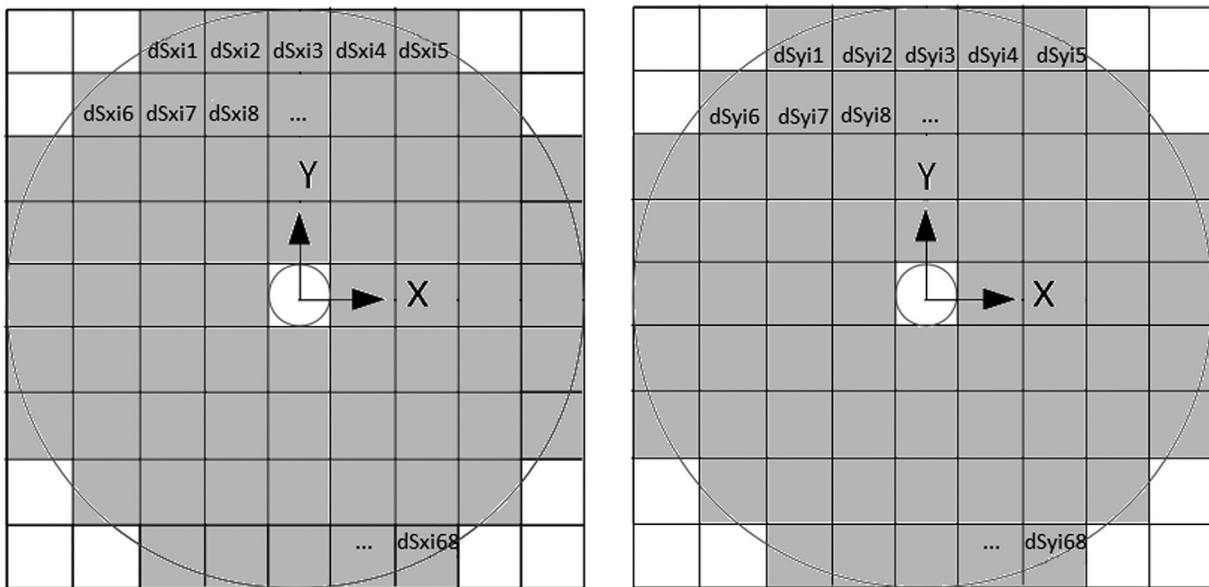 dSxi1 dSxi2 dSxi3 dSxi4 dSxi5
dSxi6 dSxi7 dSxi8 ...
Y
X
... dSxi68
dSyi1 dSyi2 dSyi3 dSyi4 dSyi5
dSyi6 dSyi7 dSyi8 ...
Y
X
... dSyi68